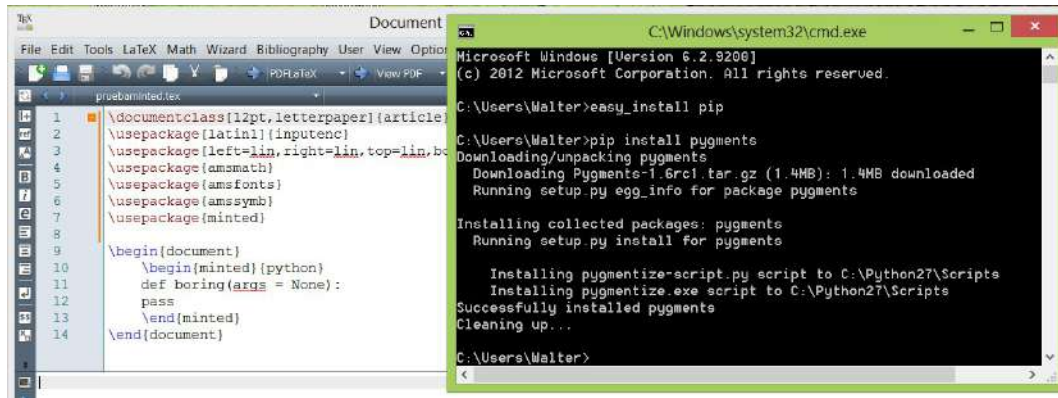 TEX
Document
File Edit Tools LaTeX Math Wizard Bibliography User View Option
PDFLaTeX View PDF
pruebaminted.tex
1 \documentclass[12pt,letterpaper]{article}
2 \usepackage[latin1]{inputenc}
3 \usepackage[left=1in,right=1in,top=1in,bo
4 \usepackage{amsmath}
5 \usepackage{amsfonts}
6 \usepackage{amssymb}
7 \usepackage{minted}
8
9 \begin{document}
10 \begin{minted}{python}
11 def boring(args = None):
12 pass
13 \end{minted}
14 \end{document}
C:\Windows\system32\cmd.exe
Microsoft Windows [Version 6.2.9200]
(c) 2012 Microsoft Corporation. All rights reserved.
C:\Users\Walter>easy_install pip
C:\Users\Walter>pip install pygments
Downloading/unpacking pygments
Downloading Pygments-1.6rc1.tar.gz (1.4MB): 1.4MB downloaded
Running setup.py egg_info for package pygments
Installing collected packages: pygments
Running setup.py install for pygments
Installing pygmentize-script.py script to C:\Python27\Scripts
Installing pygmentize.exe script to C:\Python27\Scripts
Successfully installed pygments
Cleaning up...
C:\Users\Walter>